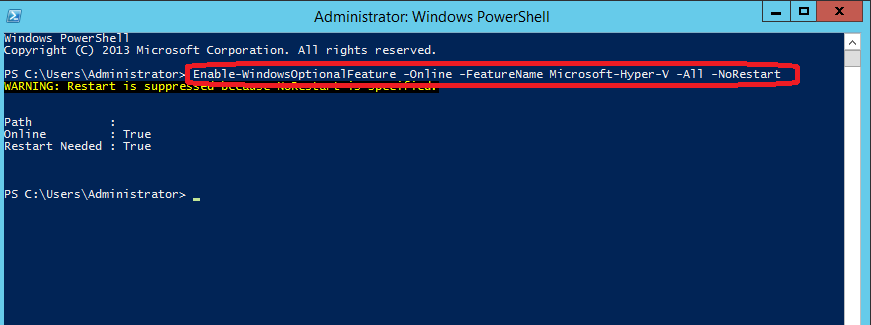 Administrator: Windows PowerShell
Windows PowerShell
Copyright (C) 2013 Microsoft Corporation. All rights reserved.
PS C:\Users\Administrator> Enable-WindowsOptionalFeature -Online -FeatureName Microsoft-Hyper-V -All -NoRestart
WARNING: Restart is suppressed because NoRestart is specified.
Path :
Online : True
Restart Needed : True
PS C:\Users\Administrator> _